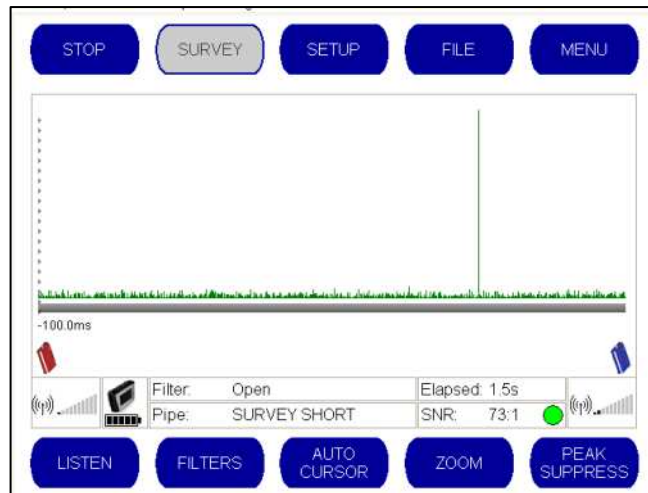 STOP
SURVEY
SETUP
FILE
MENU
-100.0ms
Filter: Open
Elapsed: 1.5s
Pipe: SURVEY SHORT
SNR: 73:1
LISTEN
FILTERS
AUTO
CURSOR
ZOOM
PEAK
SUPPRESS